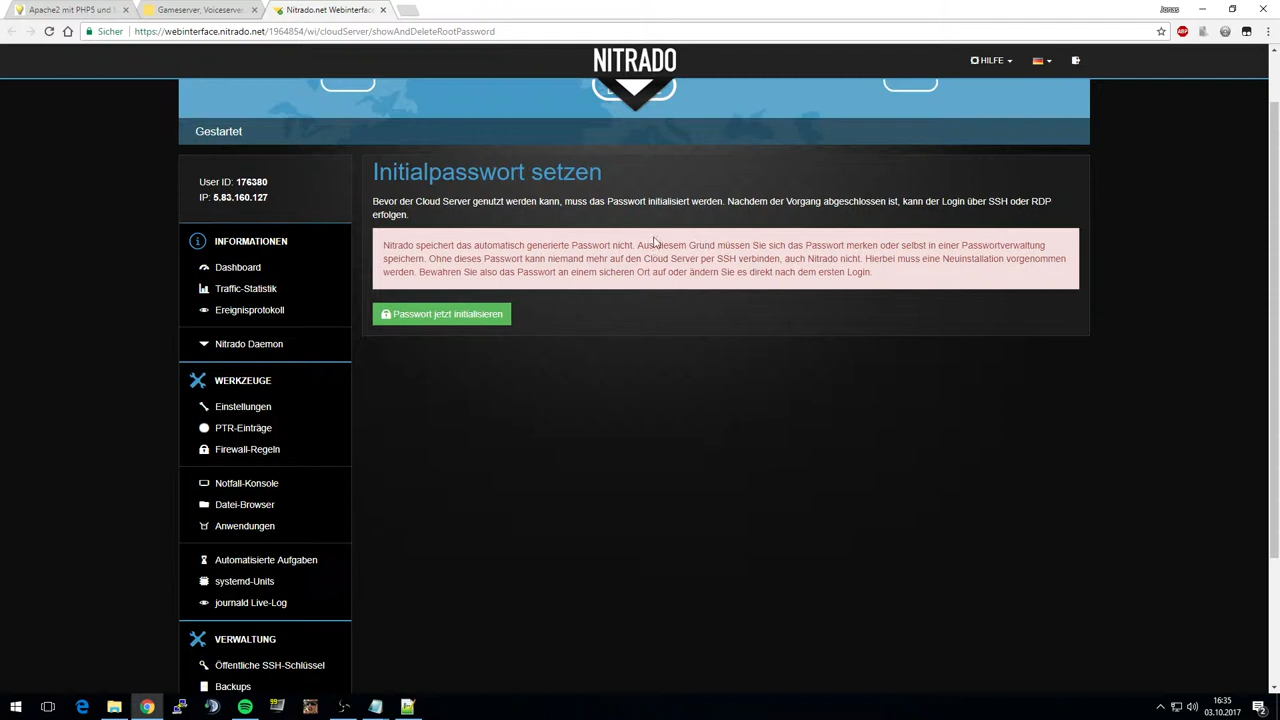 Apache2 mit PHP5 und M
Gameserver, Voiceserver
Nitrado.net Webinterface
Jonas
Sicher
https://webinterface.nitrado.net/1964854/wi/cloudServer/showAndDeleteRootPassword
NITRADO
HILFE
Gestartet
User ID: 176380
IP: 5.83.160.127
INFORMATIONEN
Dashboard
Traffic-Statistik
Ereignisprotokoll
Nitrado Daemon
WERKZEUGE
Einstellungen
PTR-Einträge
Firewall-Regeln
Notfall-Konsole
Datei-Browser
Anwendungen
Automatisierte Aufgaben
systemd-Units
journald Live-Log
VERWALTUNG
Öffentliche SSH-Schlüssel
Backups
Initialpasswort setzen
Bevor der Cloud Server genutzt werden kann, muss das Passwort initialisiert werden. Nachdem der Vorgang abgeschlossen ist, kann der Login über SSH oder RDP
erfolgen.
Nitrado speichert das automatisch generierte Passwort nicht. Aus diesem Grund müssen Sie sich das Passwort merken oder selbst in einer Passwortverwaltung
speichern. Ohne dieses Passwort kann niemand mehr auf den Cloud Server per SSH verbinden, auch Nitrado nicht. Hierbei muss eine Neuinstallation vorgenommen
werden. Bewahren Sie also das Passwort an einem sicheren Ort auf oder ändern Sie es direkt nach dem ersten Login.
Passwort jetzt initialisieren
16:35
03.10.2017